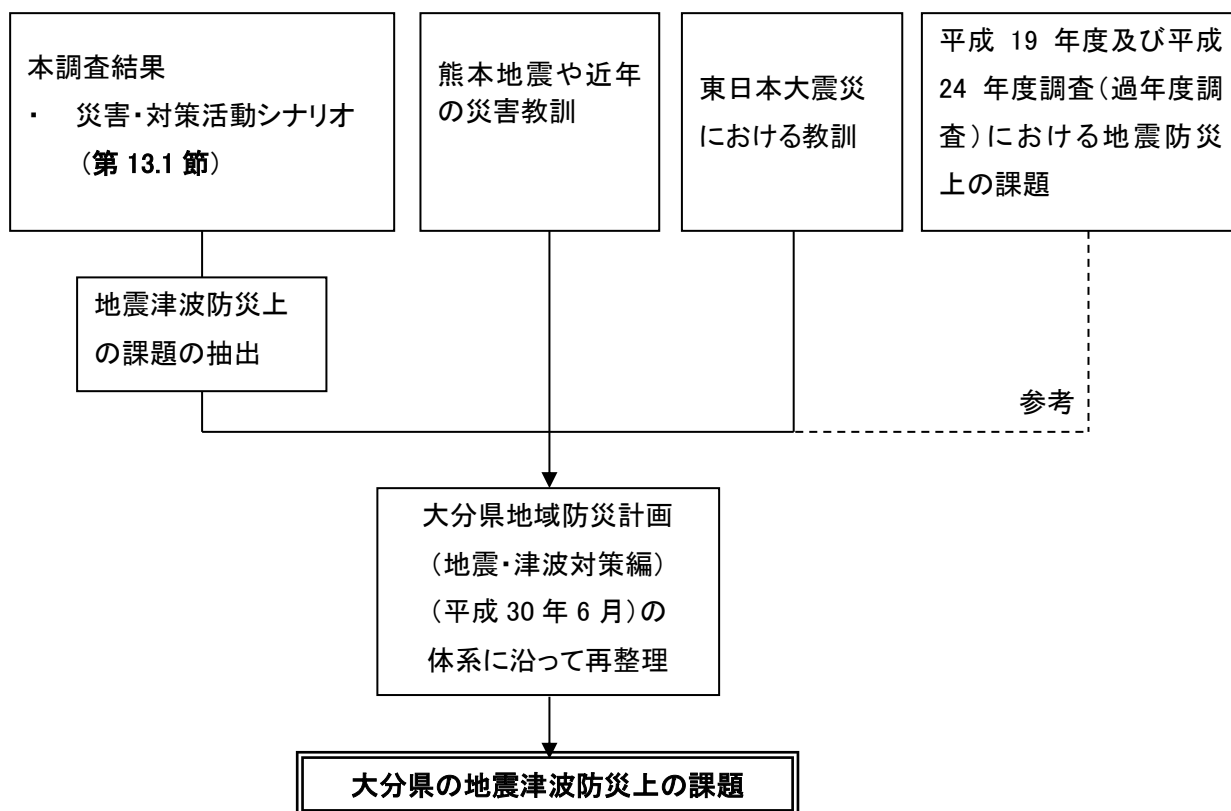 本調査結果
・ 災害・対策活動シナリオ
（第 13.1 節）
熊本地震や近年
の災害教訓
東日本大震災
における教訓
平成 19 年度及び平成
24 年度調査（過年度調
査）における地震防災
上の課題
地震津波防災上
の課題の抽出
参考
大分県地域防災計画
（地震・津波対策編）
（平成 30 年 6 月）の
体系に沿って再整理
大分県の地震津波防災上の課題